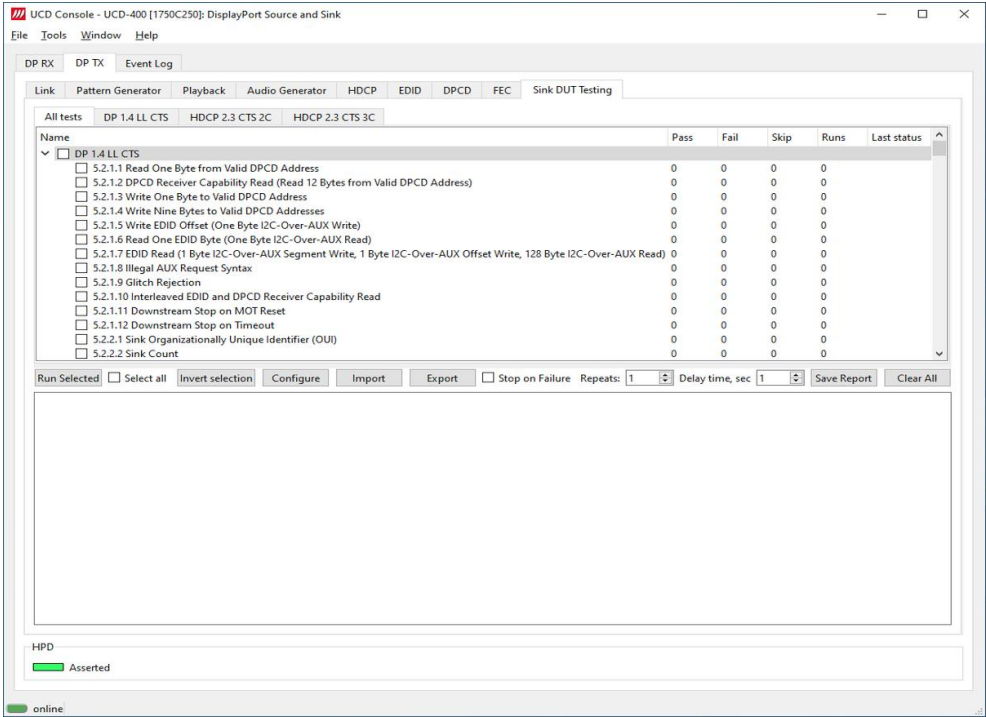 UCD Console - UCD-400 [1750C250]: DisplayPort Source and Sink
File Tools Window Help
DP RX DP TX Event Log
Link Pattern Generator Playback Audio Generator HDCP EDID DPCD FEC Sink DUT Testing
All tests DP 1.4 LL CTS HDCP 2.3 CTS 2C HDCP 2.3 CTS 3C
Name Pass Fail Skip Runs Last status
DP 1.4 LL CTS
5.2.1.1 Read One Byte from Valid DPCD Address 0 0 0 0
5.2.1.2 DPCD Receiver Capability Read (Read 12 Bytes from Valid DPCD Address) 0 0 0 0
5.2.1.3 Write One Byte to Valid DPCD Address 0 0 0 0
5.2.1.4 Write Nine Bytes to Valid DPCD Addresses 0 0 0 0
5.2.1.5 Write EDID Offset (One Byte I2C-Over-AUX Write) 0 0 0 0
5.2.1.6 Read One EDID Byte (One Byte I2C-Over-AUX Read) 0 0 0 0
5.2.1.7 EDID Read (1 Byte I2C-Over-AUX Segment Write, 1 Byte I2C-Over-AUX Offset Write, 128 Byte I2C-Over-AUX Read) 0 0 0 0
5.2.1.8 Illegal AUX Request Syntax 0 0 0 0
5.2.1.9 Glitch Rejection 0 0 0 0
5.2.1.10 Interleaved EDID and DPCD Receiver Capability Read 0 0 0 0
5.2.1.11 Downstream Stop on MOT Reset 0 0 0 0
5.2.1.12 Downstream Stop on Timeout 0 0 0 0
5.2.2.1 Sink Organizationally Unique Identifier (OUI) 0 0 0 0
5.2.2.2 Sink Count 0 0 0 0
Run Selected Select all Invert selection Configure Import Export Stop on Failure Repeats: 1 Delay time, sec 1 Save Report Clear All
HPD
Asserted
online